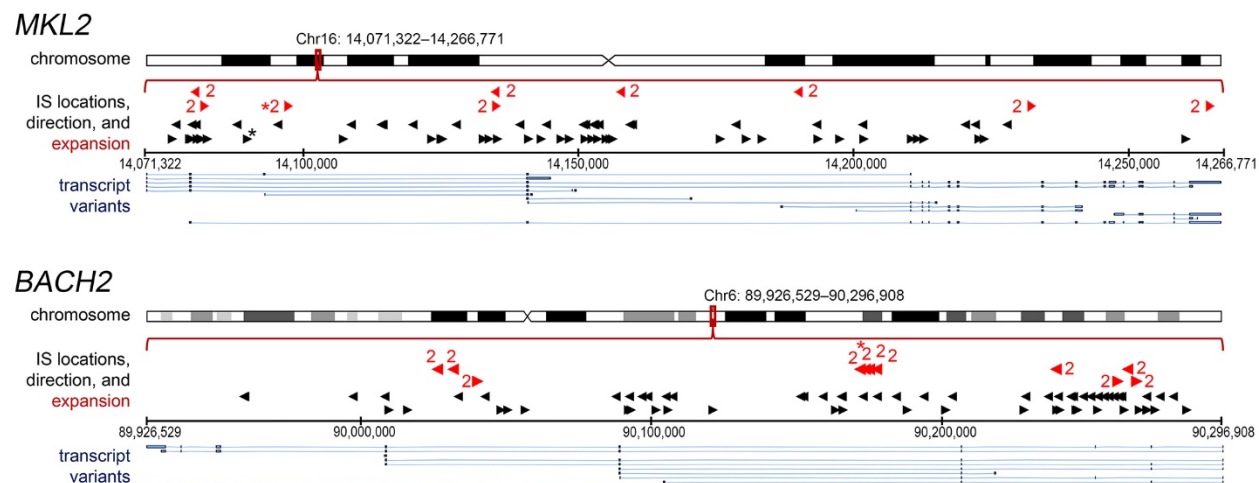 MKL2
Chr16: 14,071,322–14,266,771
chromosome
2 2 2 2
IS locations,
2 *2 2 2 2
direction, and
*
expansion
14,071,322 14,100,000 14,150,000 14,200,000 14,250,000 14,266,771
transcript
variants
BACH2
Chr6: 89,926,529–90,296,908
chromosome
*
IS locations,
2 2 2 2 2 2 2 2
direction, and
2 2 2
expansion
89,926,529 90,000,000 90,100,000 90,200,000 90,296,908
transcript
variants